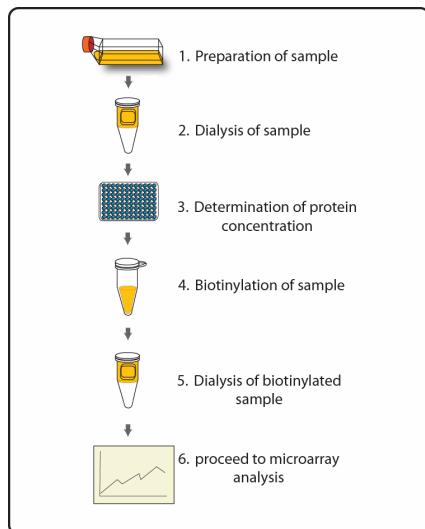 1. Preparation of sample
2. Dialysis of sample
3. Determination of protein
concentration
4. Biotinylation of sample
5. Dialysis of biotinylated
sample
6. proceed to microarray
analysis